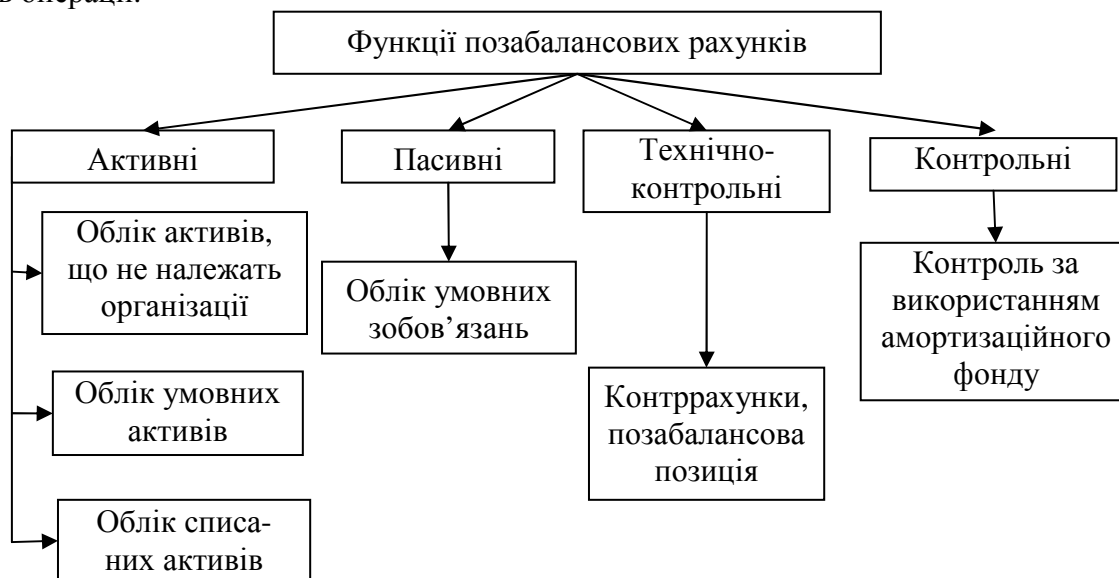 в операцій.
Функції позабалансових рахунків
Активні
Пасивні
Технічно-
контрольні
Контрольні
Облік активів,
що не належать
організації
Облік умовних
зобов’язань
Контроль за
використанням
амортизаційного
фонду
Облік умовних
активів
Контррахунки,
позабалансова
позиція
Облік списа-
них активів